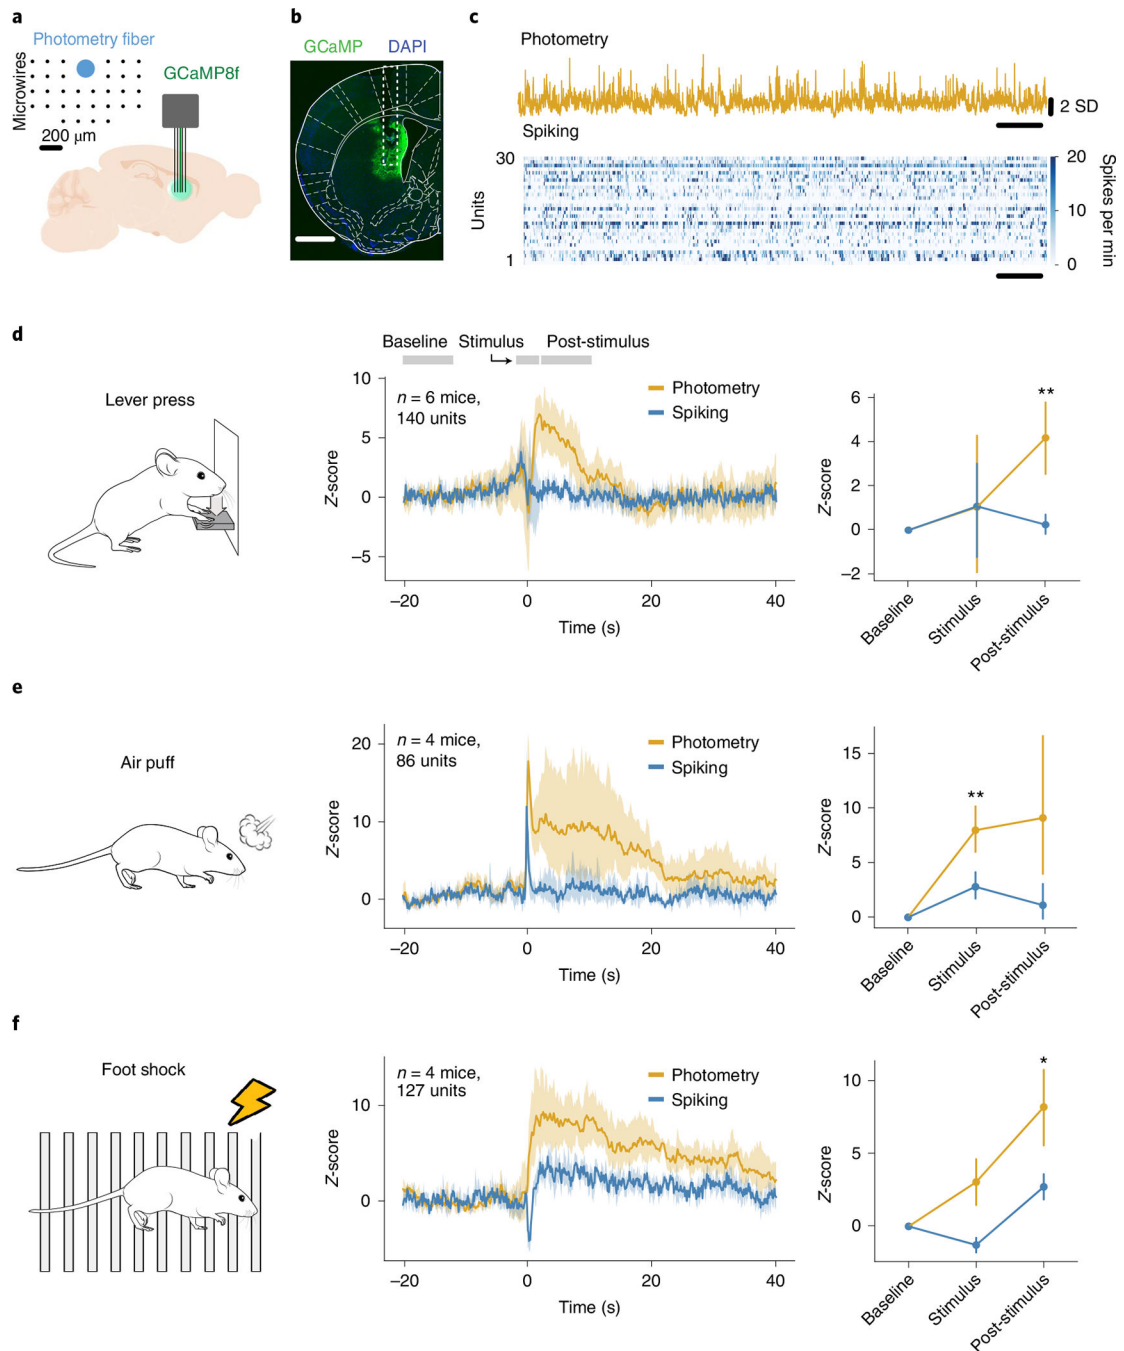 a
Photometry fiber
Microwires
GCaMP8f
200 μm
b
GCaMP DAPI
c
Photometry
2 SD
Spiking
30
Units
1
20
10
0
Spikes per min
d
Lever press
Baseline Stimulus Post-stimulus
10
5
0
–5
Z-score
n = 6 mice,
140 units
Photometry
Spiking
–20 0 20 40
Time (s)
6
4
2
0
–2
Z-score
**
Baseline
Stimulus
Post-stimulus
e
Air puff
20
10
0
Z-score
n = 4 mice,
86 units
Photometry
Spiking
–20 0 20 40
Time (s)
15
10
5
0
Z-score
**
Baseline
Stimulus
Post-stimulus
f
Foot shock
10
0
Z-score
n = 4 mice,
127 units
Photometry
Spiking
–20 0 20 40
Time (s)
10
5
0
Z-score
*
Baseline
Stimulus
Post-stimulus